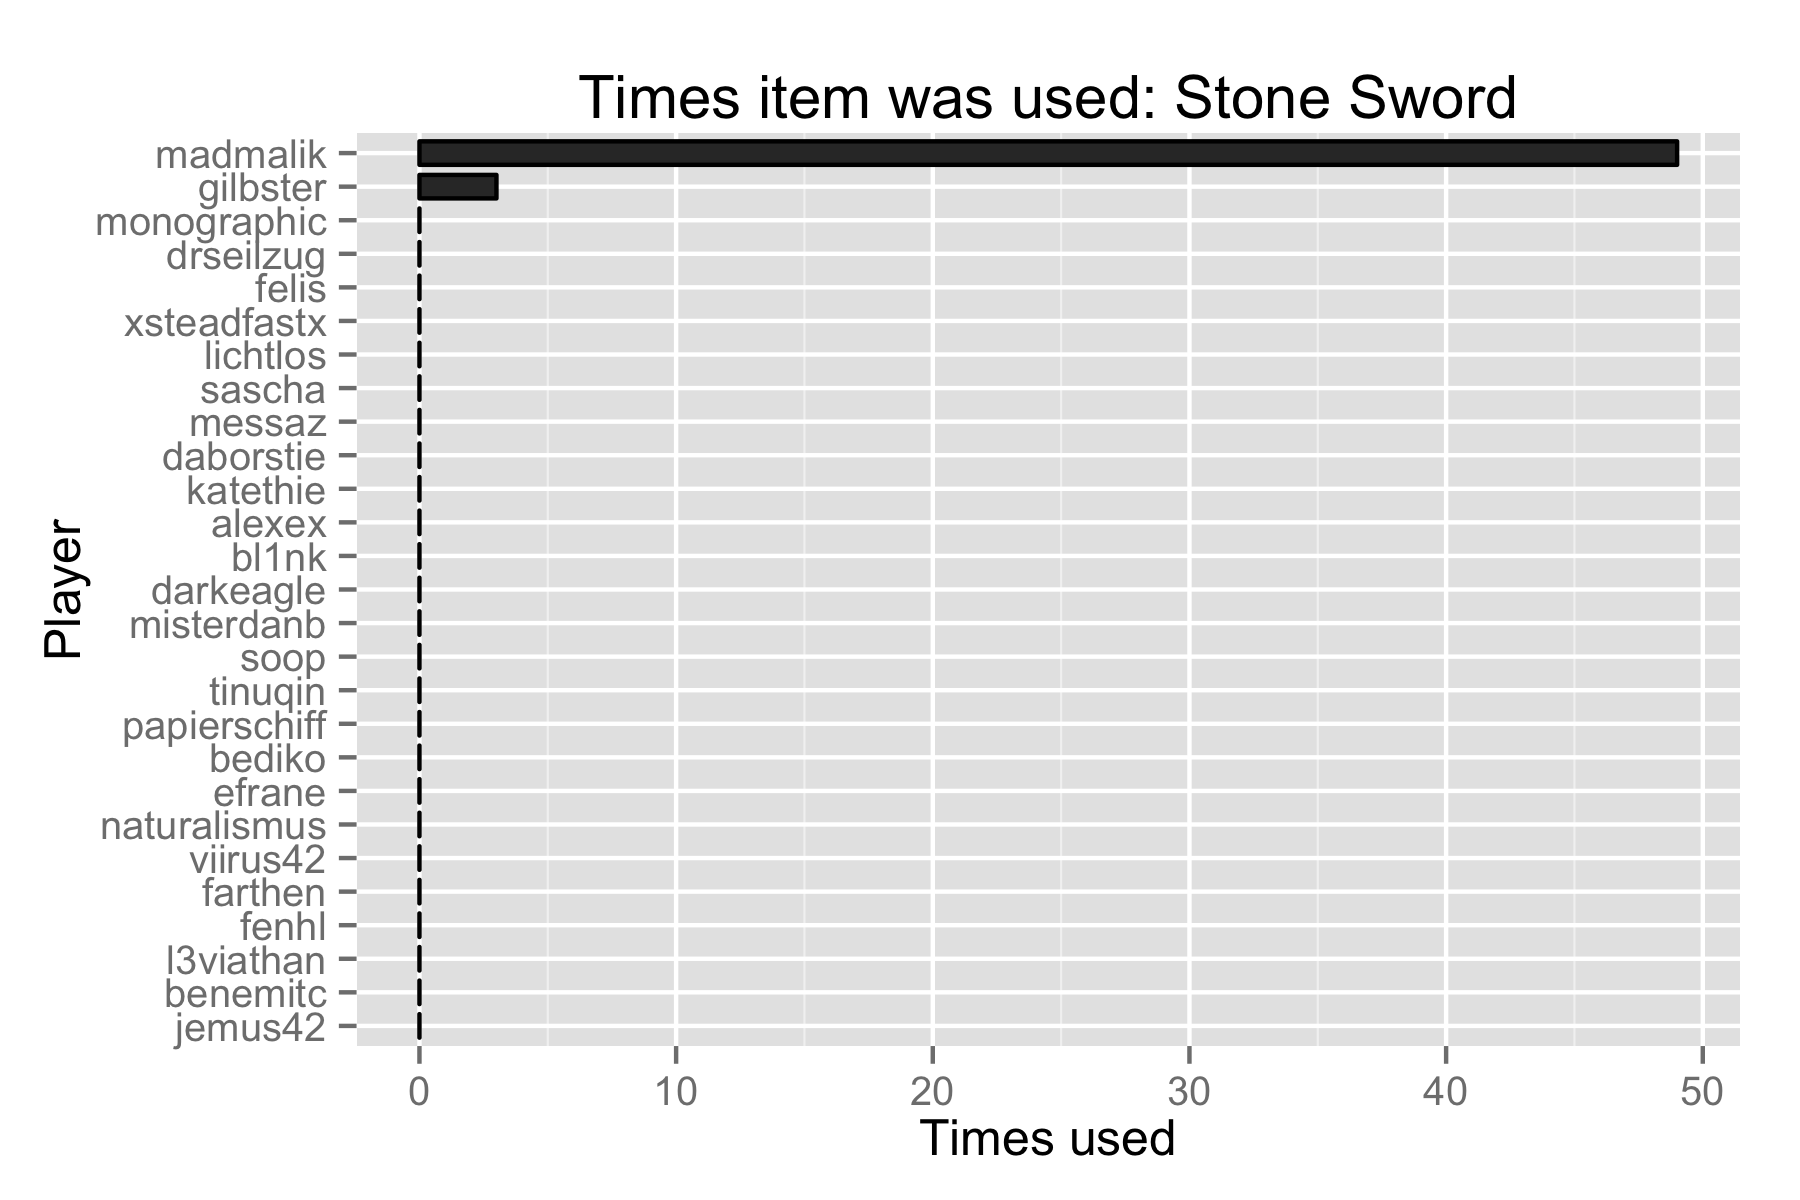 Times item was used: Stone Sword
madmalik
gilbster
monographic
drseilzug
felis
xsteadfastx
lichtlos
sascha
messaz
daborstie
katethie
alexex
bl1nk
darkeagle
misterdanb
soop
tinuqin
papierschiff
bediko
efrane
naturalismus
viirus42
farthen
fenhl
l3viathan
benemitc
jemus42
Player
0 10 20 30 40 50
Times used